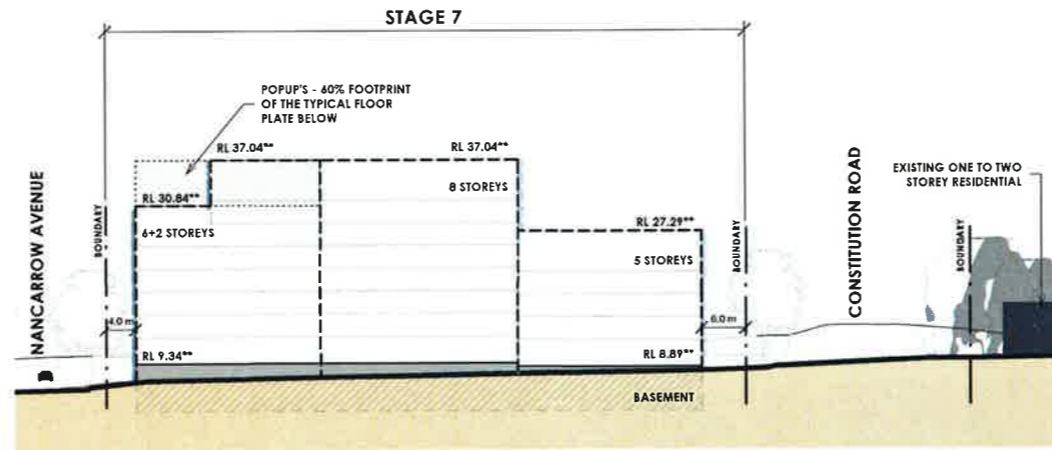 STAGE 7
POPUP'S - 60% FOOTPRINT
OF THE TYPICAL FLOOR
PLATE BELOW
RL 37.04**
RL 37.04**
RL 30.84**
8 STOREYS
6+2 STOREYS
RL 27.29**
5 STOREYS
NANCARROW AVENUE
BOUNDARY
BOUNDARY
CONSTITUTION ROAD
BOUNDARY
EXISTING ONE TO TWO
STOREY RESIDENTIAL
4.0 m
6.0 m
RL 9.34**
RL 8.89**
BASEMENT